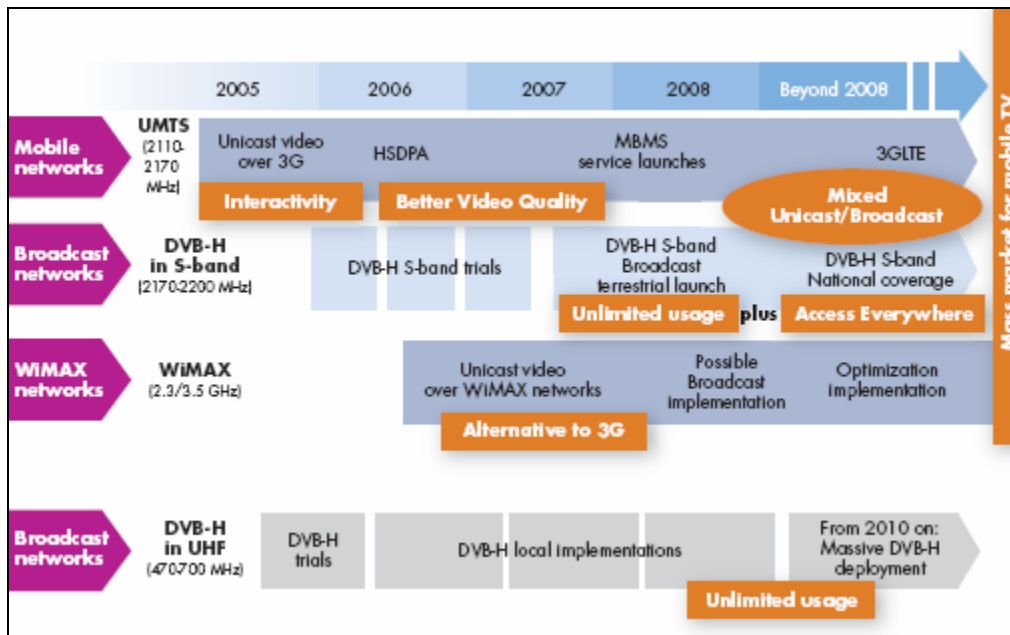 2005
2006
2007
2008
Beyond 2008
Mobile
networks
UMTS
(2110-
2170
MHz)
Unicast video
over 3G
HSDPA
MBMS
service launches
3GLTE
Interactivity
Better Video Quality
Mixed
Unicast/Broadcast
Broadcast
networks
DVB-H
in S-band
(2170-2200 MHz)
DVB-H S-band trials
DVB-H S-band
Broadcast
terrestrial launch
DVB-H S-band
National coverage
Unlimited usage
plus
Access Everywhere
WiMAX
networks
WiMAX
(2.3/3.5 GHz)
Unicast video
over WiMAX networks
Possible
Broadcast
implementation
Optimization
implementation
Alternative to 3G
Broadcast
networks
DVB-H
in UHF
(470-700 MHz)
DVB-H
trials
DVB-H local implementations
From 2010 on:
Massive DVB-H
deployment
Unlimited usage
Mass market for mobile TV